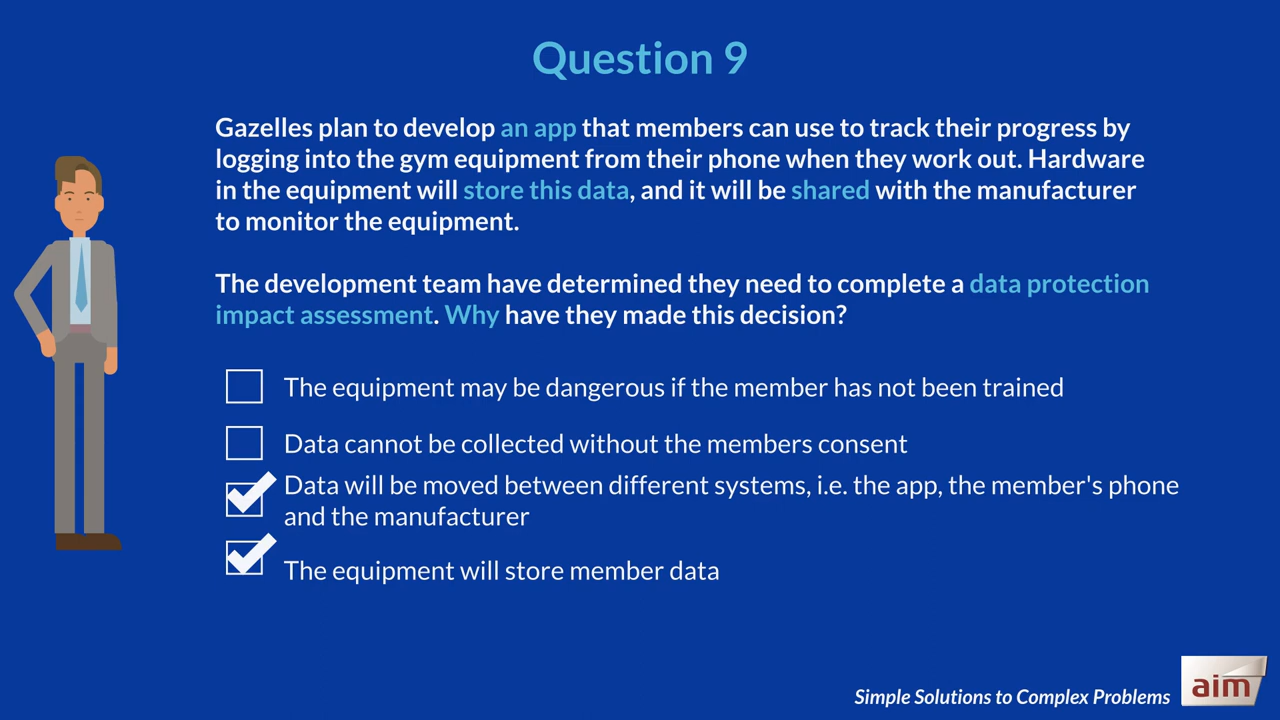 Question 9
Gazelles plan to develop an app that members can use to track their progress by
logging into the gym equipment from their phone when they work out. Hardware
in the equipment will store this data, and it will be shared with the manufacturer
to monitor the equipment.
The development team have determined they need to complete a data protection
impact assessment. Why have they made this decision?
The equipment may be dangerous if the member has not been trained
Data cannot be collected without the members consent
Data will be moved between different systems, i.e. the app, the member's phone
and the manufacturer
The equipment will store member data
Simple Solutions to Complex Problems
aim